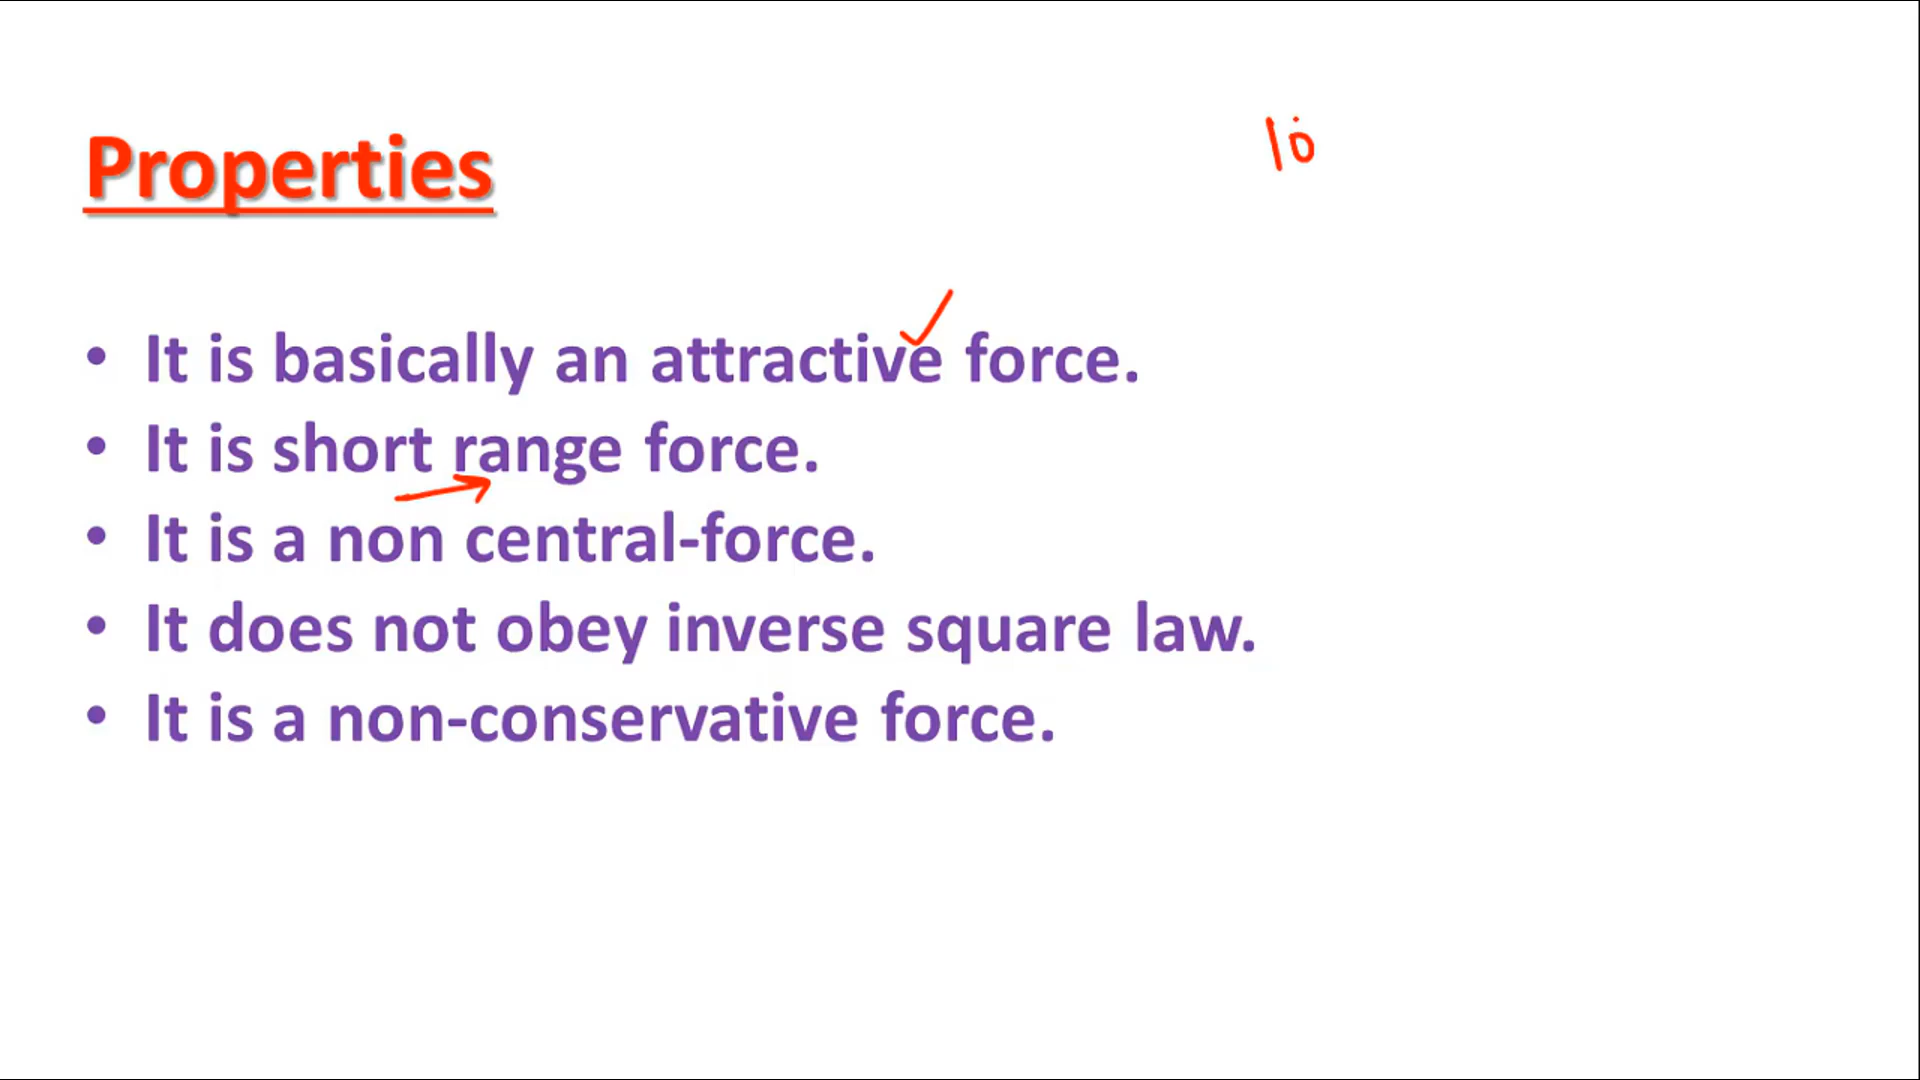 Properties
10
• It is basically an attractive force.
• It is short range force.
• It is a non central-force.
• It does not obey inverse square law.
• It is a non-conservative force.